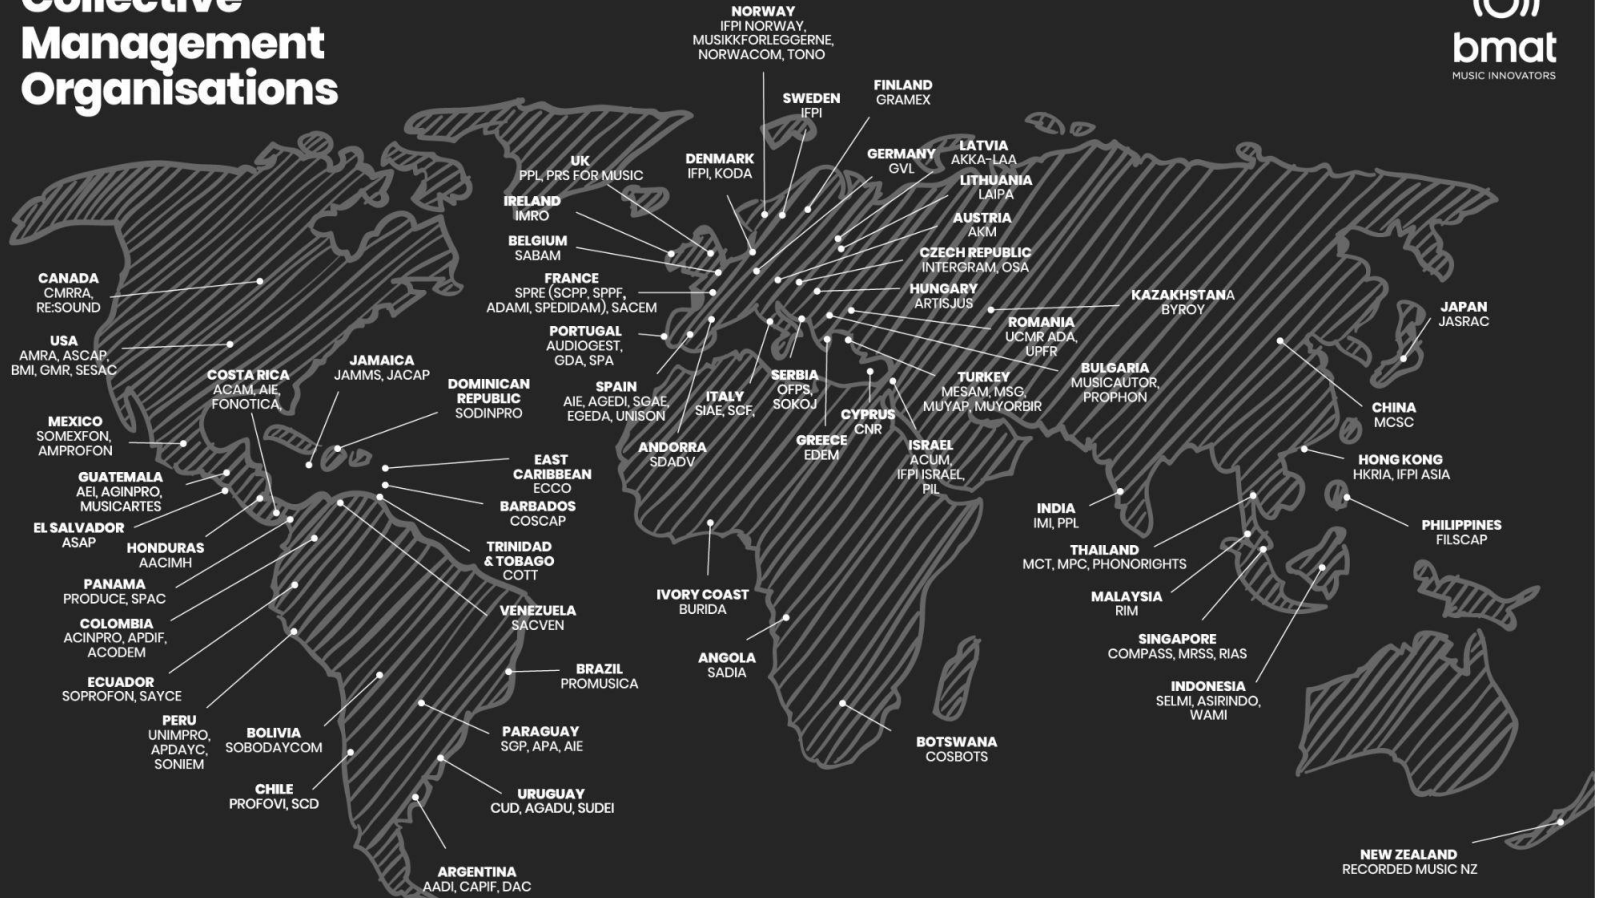 Collective
Management
Organisations
bmat
MUSIC INNOVATORS
NORWAY
IFPI NORWAY,
MUSIKKFORLEGGERNE,
NORWACOM, TONO
SWEDEN
IFPI
FINLAND
GRAMEX
UK
PPL, PRS FOR MUSIC
DENMARK
IFPI, KODA
GERMANY
GVL
LATVIA
AKKA-LAA
LITHUANIA
LAIPA
IRELAND
IMRO
AUSTRIA
AKM
BELGIUM
SABAM
CZECH REPUBLIC
INTERGRAM, OSA
FRANCE
SPRE (SCPP, SPPF,
ADAMI, SPEDIDAM), SACEM
HUNGARY
ARTISJUS
KAZAKHSTANA
BYROY
CANADA
CMRRA,
RE:SOUND
JAPAN
JASRAC
ROMANIA
UCMR ADA,
UPFR
PORTUGAL
AUDIOGEST,
GDA, SPA
USA
AMRA, ASCAP,
BMI, GMR, SESAC
JAMAICA
JAMMS, JACAP
COSTA RICA
ACAM, AIE,
FONOTICA,
DOMINICAN
REPUBLIC
SODINPRO
SPAIN
AIE, AGEDI, SGAE,
EGEDA, UNISON
ITALY
SIAE, SCF,
SERBIA
OFPS,
SOKOJ
TURKEY
MESAM, MSG,
MUYAP, MUYORBIR
BULGARIA
MUSICAUTOR,
PROPHON
CYPRUS
CNR
CHINA
MCSC
MEXICO
SOMEXFON,
AMPROFON
ANDORRA
SDADV
GREECE
EDEM
ISRAEL
ACUM,
IFPI ISRAEL,
PIL
EAST
CARIBBEAN
ECCO
HONG KONG
HKRIA, IFPI ASIA
GUATEMALA
AEI, AGINPRO,
MUSICARTES
BARBADOS
COSCAP
INDIA
IMI, PPL
PHILIPPINES
FILSCAP
EL SALVADOR
ASAP
HONDURAS
AACIMH
TRINIDAD
& TOBAGO
COTT
THAILAND
MCT, MPC, PHONORIGHTS
PANAMA
PRODUCE, SPAC
IVORY COAST
BURIDA
MALAYSIA
RIM
VENEZUELA
SACVEN
COLOMBIA
ACINPRO, APDIF,
ACODEM
SINGAPORE
COMPASS, MRSS, RIAS
ANGOLA
SADIA
BRAZIL
PROMUSICA
ECUADOR
SOPROFON, SAYCE
INDONESIA
SELMI, ASIRINDO,
WAMI
PERU
UNIMPRO,
APDAYC,
SONIEM
BOLIVIA
SOBODAYCOM
PARAGUAY
SGP, APA, AIE
BOTSWANA
COSBOTS
CHILE
PROFOVI, SCD
URUGUAY
CUD, AGADU, SUDEI
NEW ZEALAND
RECORDED MUSIC NZ
ARGENTINA
AADI, CAPIF, DAC